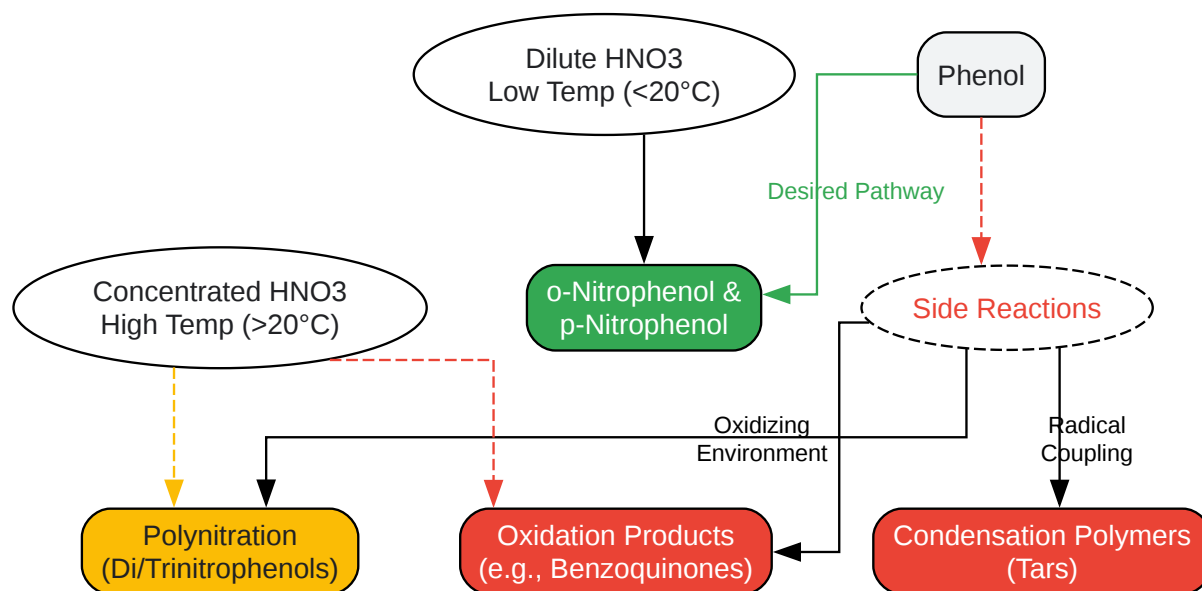 Dilute HNO3
Low Temp (<20°C)
Phenol
Desired Pathway
Concentrated HNO3
High Temp (>20°C)
o-Nitrophenol &
p-Nitrophenol
Side Reactions
Oxidizing
Environment
Radical
Coupling
Polynitration
(Di/Trinitrophenols)
Oxidation Products
(e.g., Benzoquinones)
Condensation Polymers
(Tars)